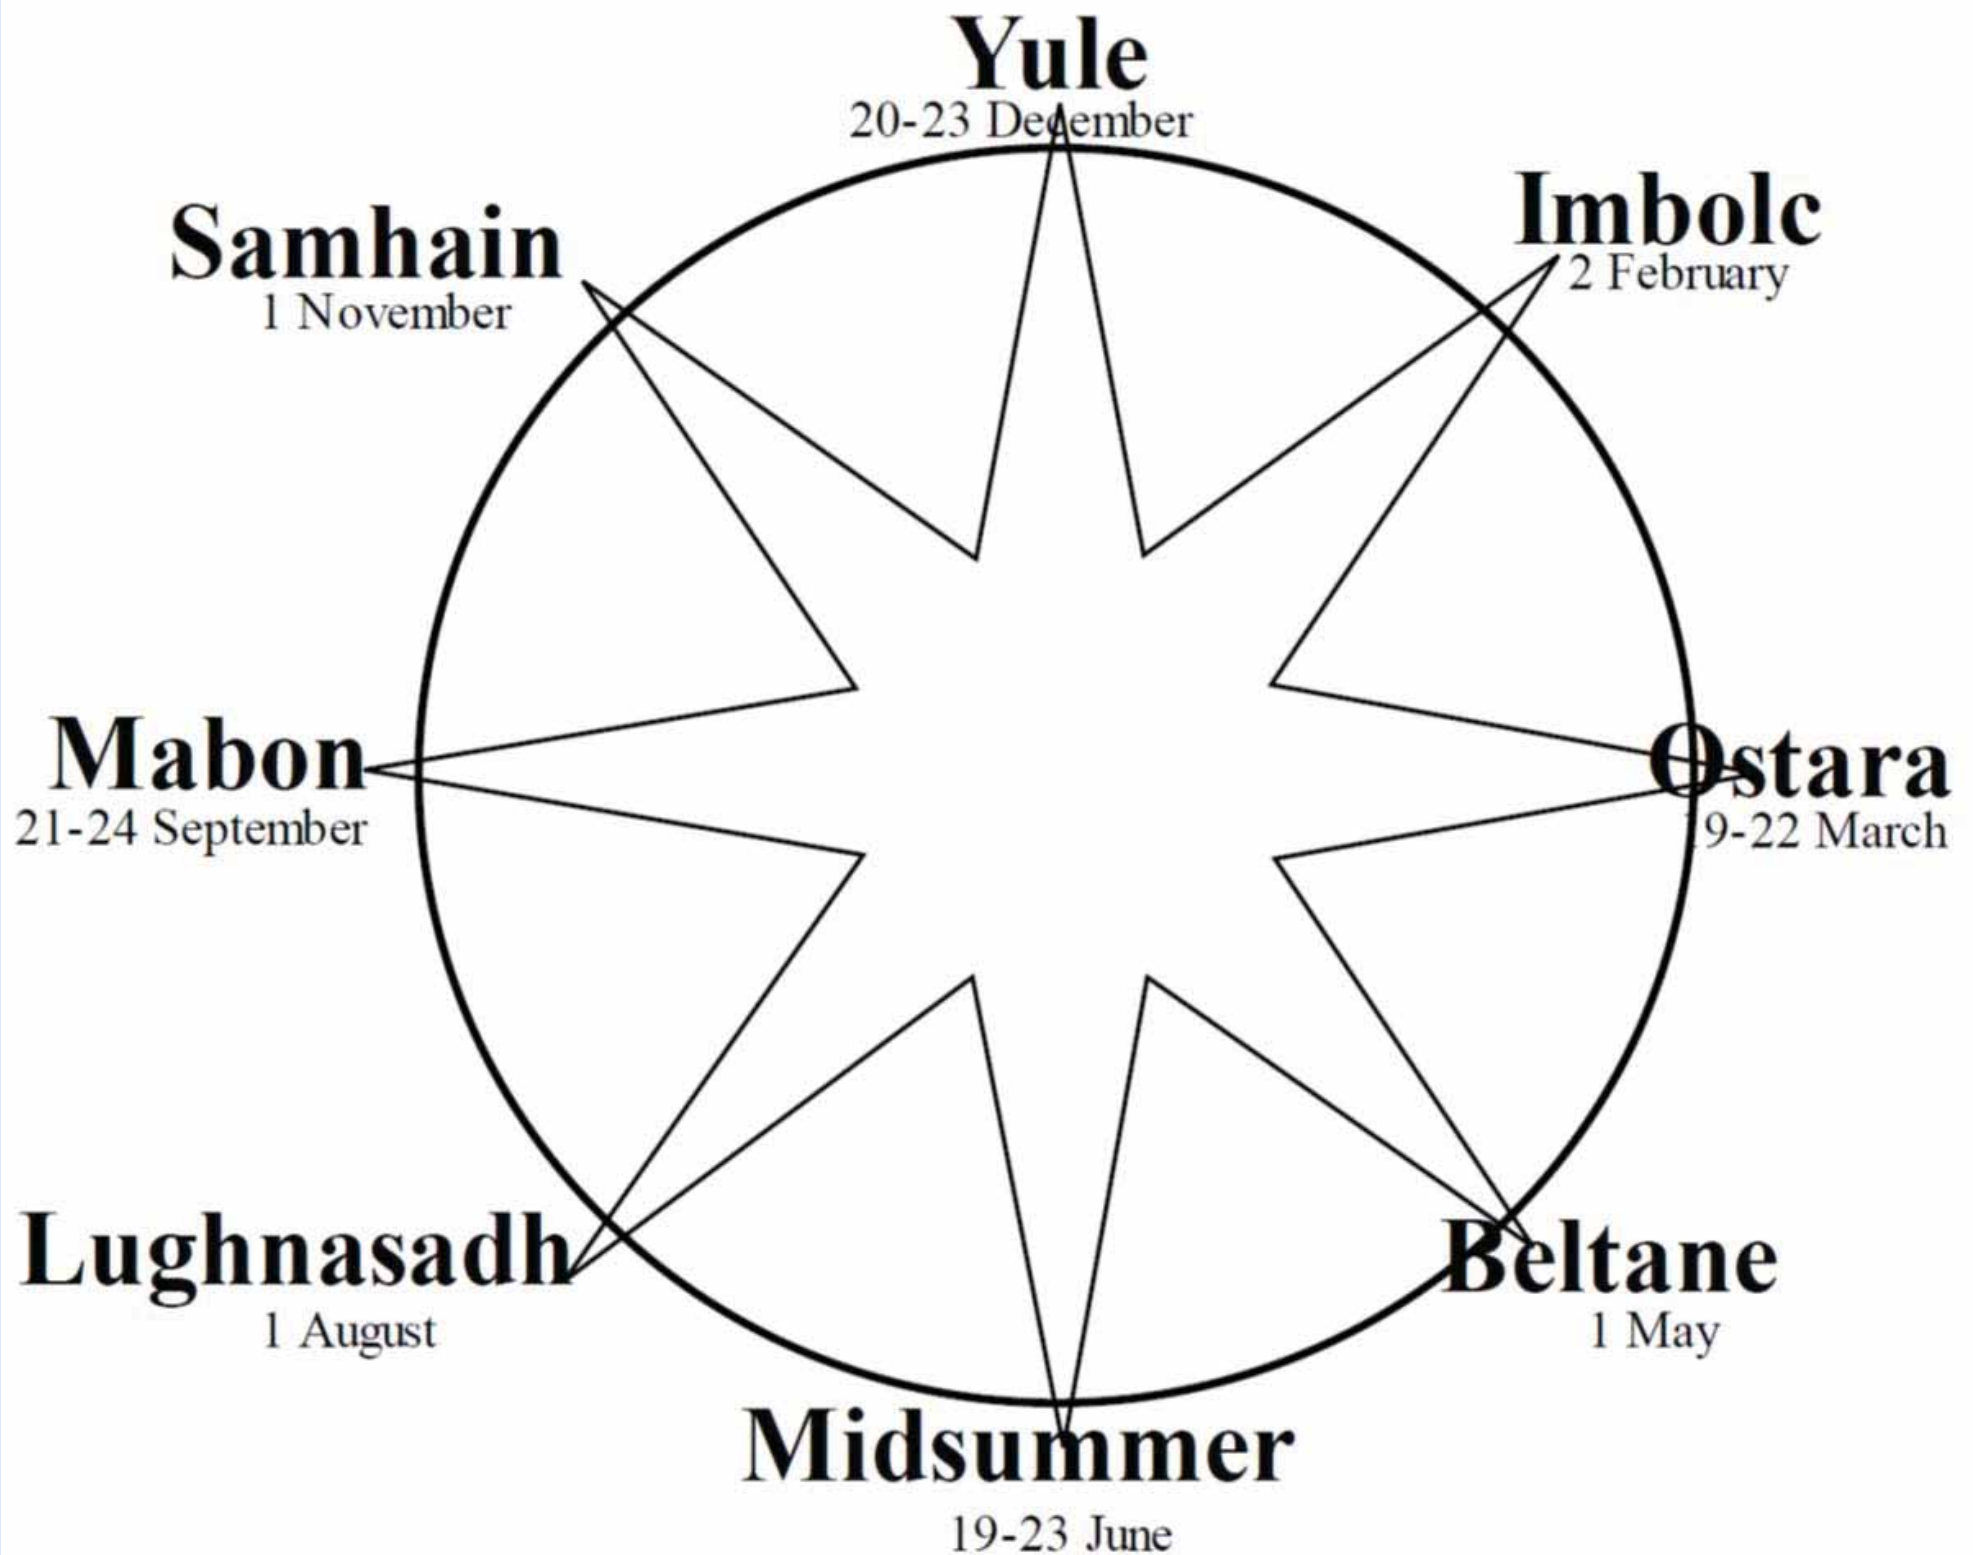 Yule
20-23 December
Imbolc
2 February
Samhain
1 November
Mabon
21-24 September
Ostara
19-22 March
Lughnasadh
1 August
Beltane
1 May
Midsummer
19-23 June